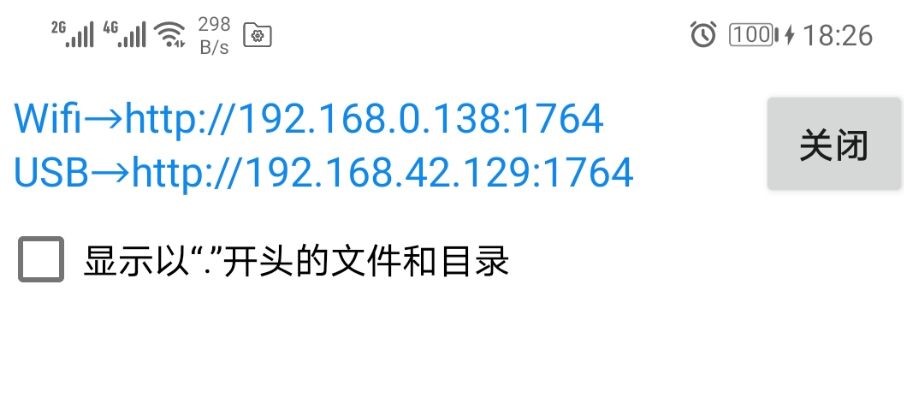 2G 4G 298 B/s 100 18:26
Wifi→http://192.168.0.138:1764
USB→http://192.168.42.129:1764
关闭
显示以“.”开头的文件和目录